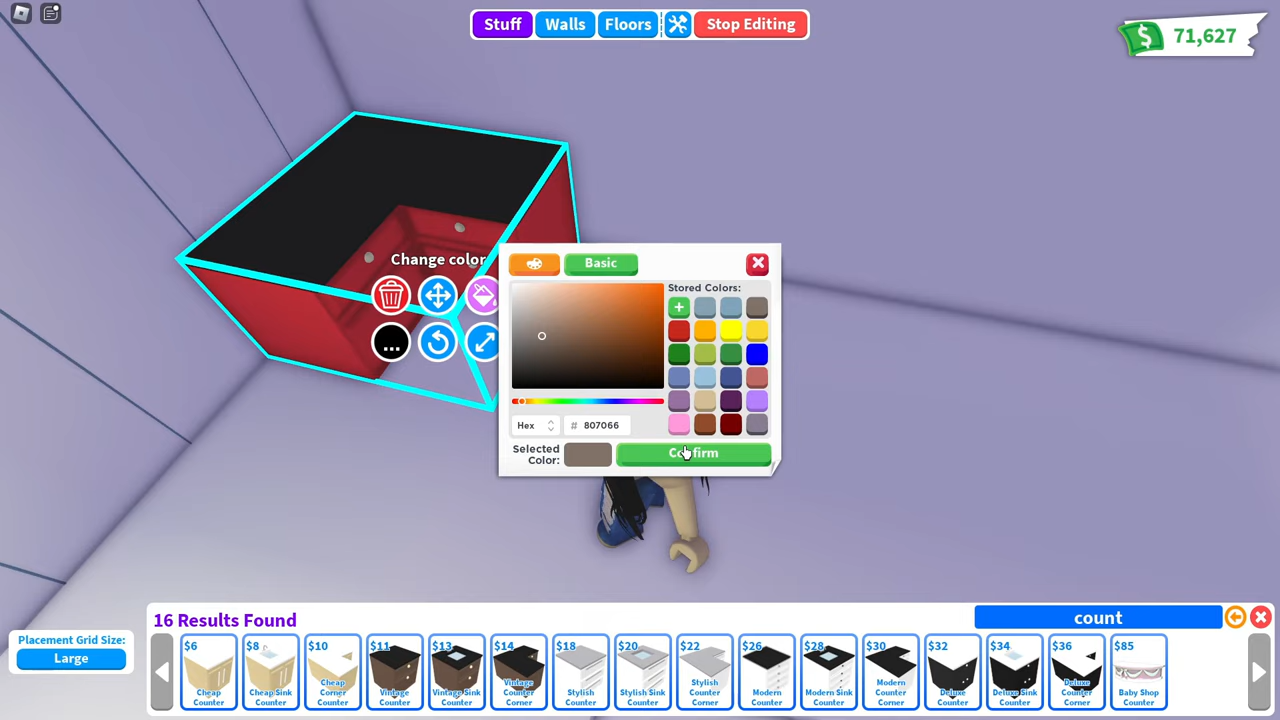 Stuff
Walls
Floors
Stop Editing
$ 71,627
Change color
...
Basic
Stored Colors:
+
Hex
# 807066
Selected
Color:
Confirm
16 Results Found
count
Placement Grid Size:
Large
$6
Cheap
Counter
$8
Cheap Sink
Counter
$10
Cheap
Corner
Counter
$11
Vintage
Counter
$13
Vintage Sink
Counter
$14
Vintage
Counter
Corner
$18
Stylish
Counter
$20
Stylish Sink
Counter
$22
Stylish
Counter
Corner
$26
Modern
Counter
$28
Modern Sink
Counter
$30
Modern
Counter
Corner
$32
Deluxe
Counter
$34
Deluxe Sink
Counter
$36
Deluxe
Counter
Corner
$85
Baby Shop
Counter